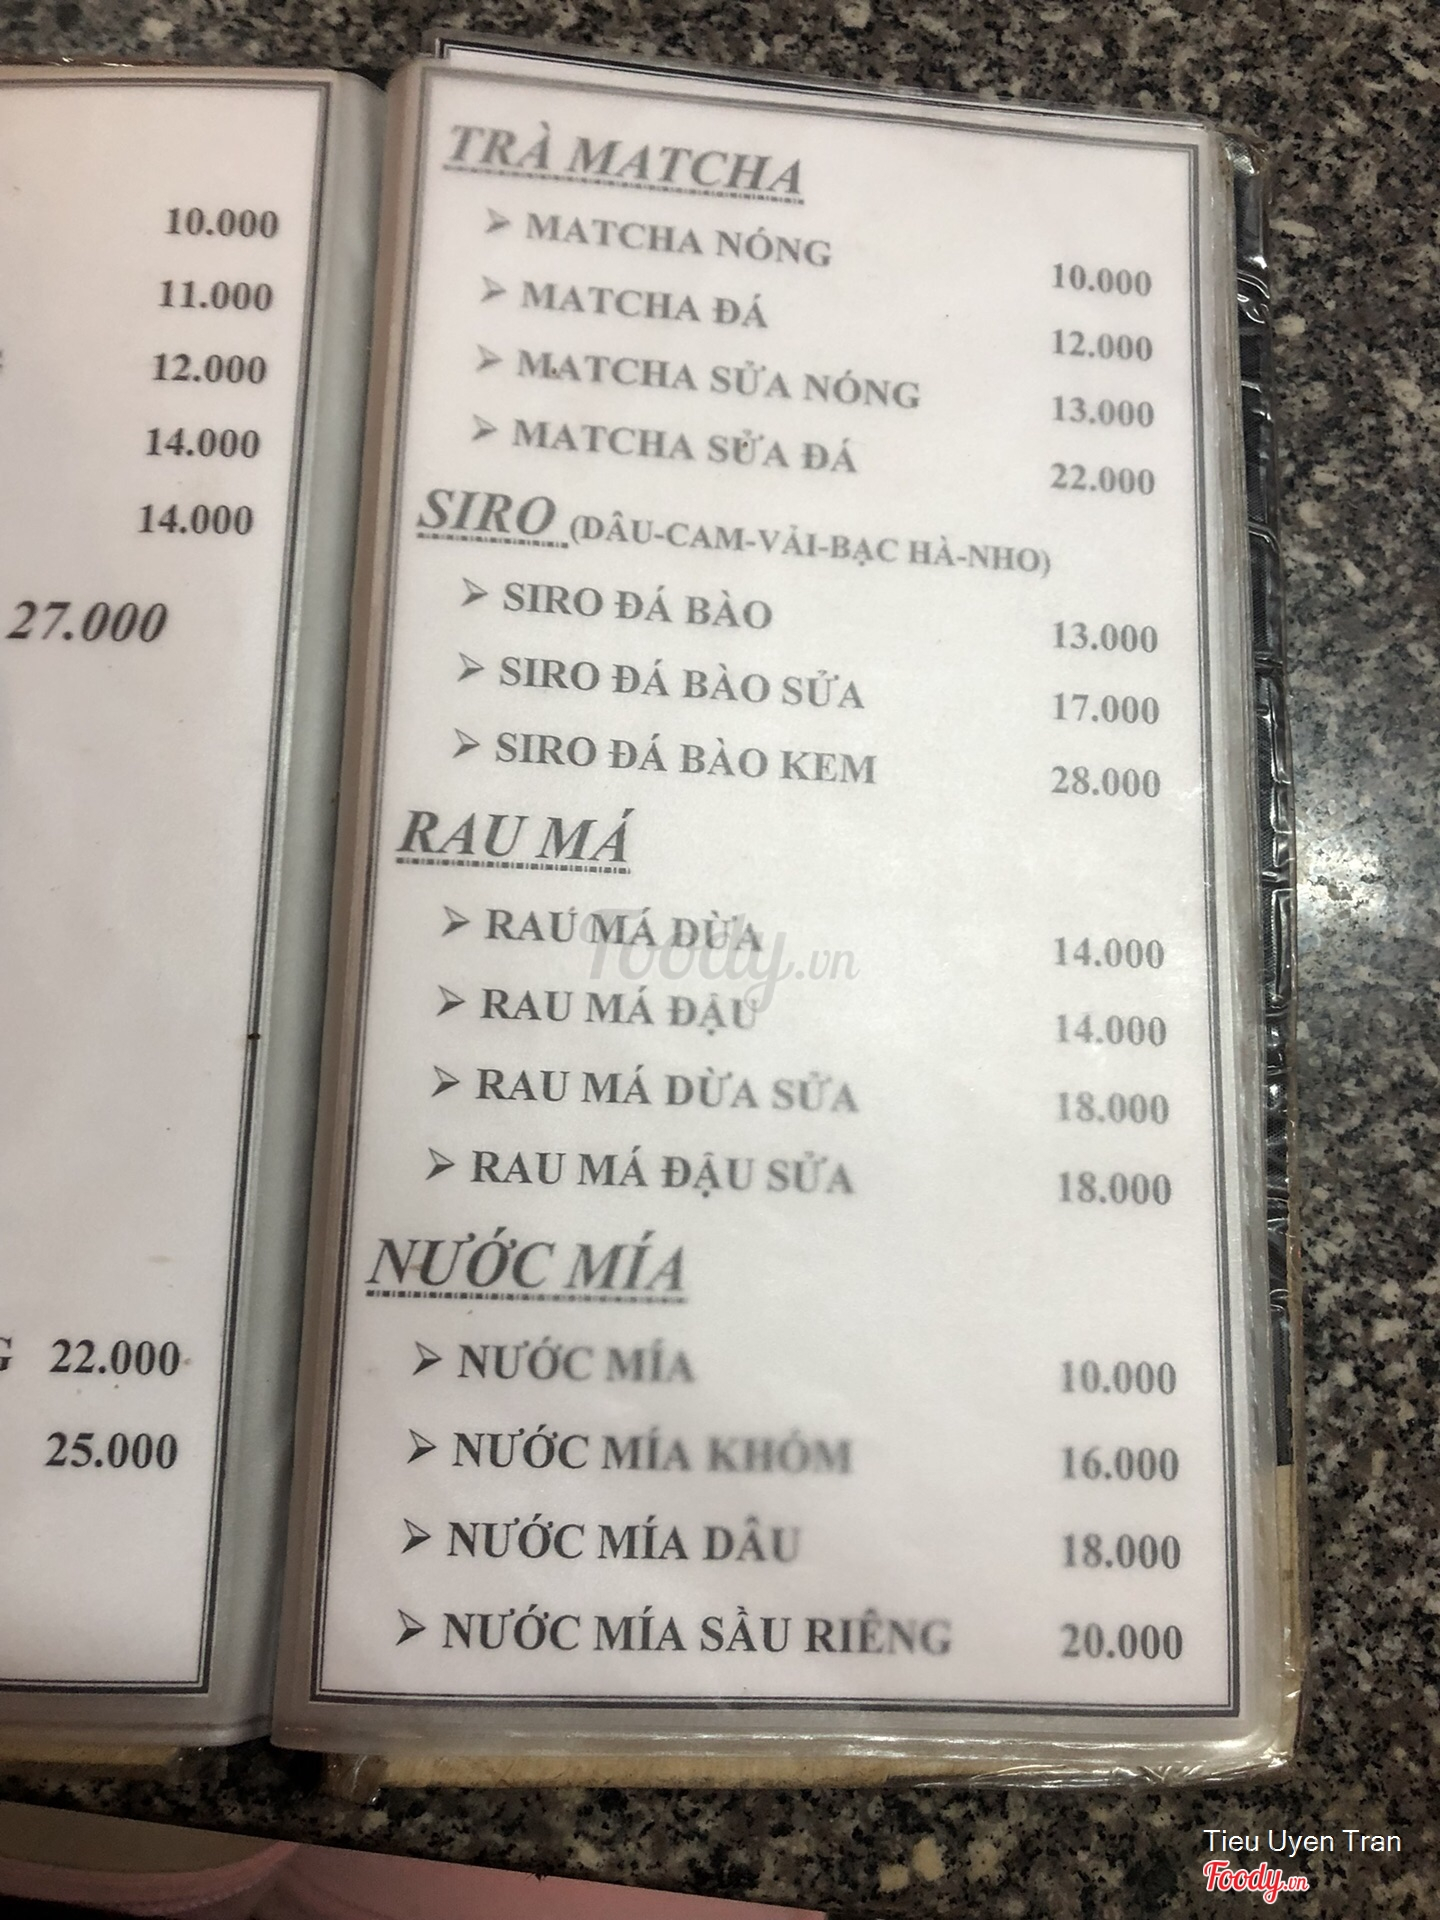 10.000
11.000
12.000
14.000
14.000
27.000
G 22.000
25.000
TRÀ MATCHA
MATCHA NÓNG 10.000
MATCHA ĐÁ 12.000
MATCHA SỬA NÓNG 13.000
MATCHA SỬA ĐÁ 22.000
SIRO (DÂU-CAM-VẢI-BẠC HÀ-NHO)
SIRO ĐÁ BÀO 13.000
SIRO ĐÁ BÀO SỬA 17.000
SIRO ĐÁ BÀO KEM 28.000
RAU MÁ
RAU MÁ DỪA 14.000
RAU MÁ ĐẬU 14.000
RAU MÁ DỪA SỬA 18.000
RAU MÁ ĐẬU SỬA 18.000
NƯỚC MÍA
NƯỚC MÍA 10.000
NƯỚC MÍA KHÓM 16.000
NƯỚC MÍA DÂU 18.000
NƯỚC MÍA SẦU RIÊNG 20.000
Foody.vn
Tieu Uyen Tran
Foody.vn